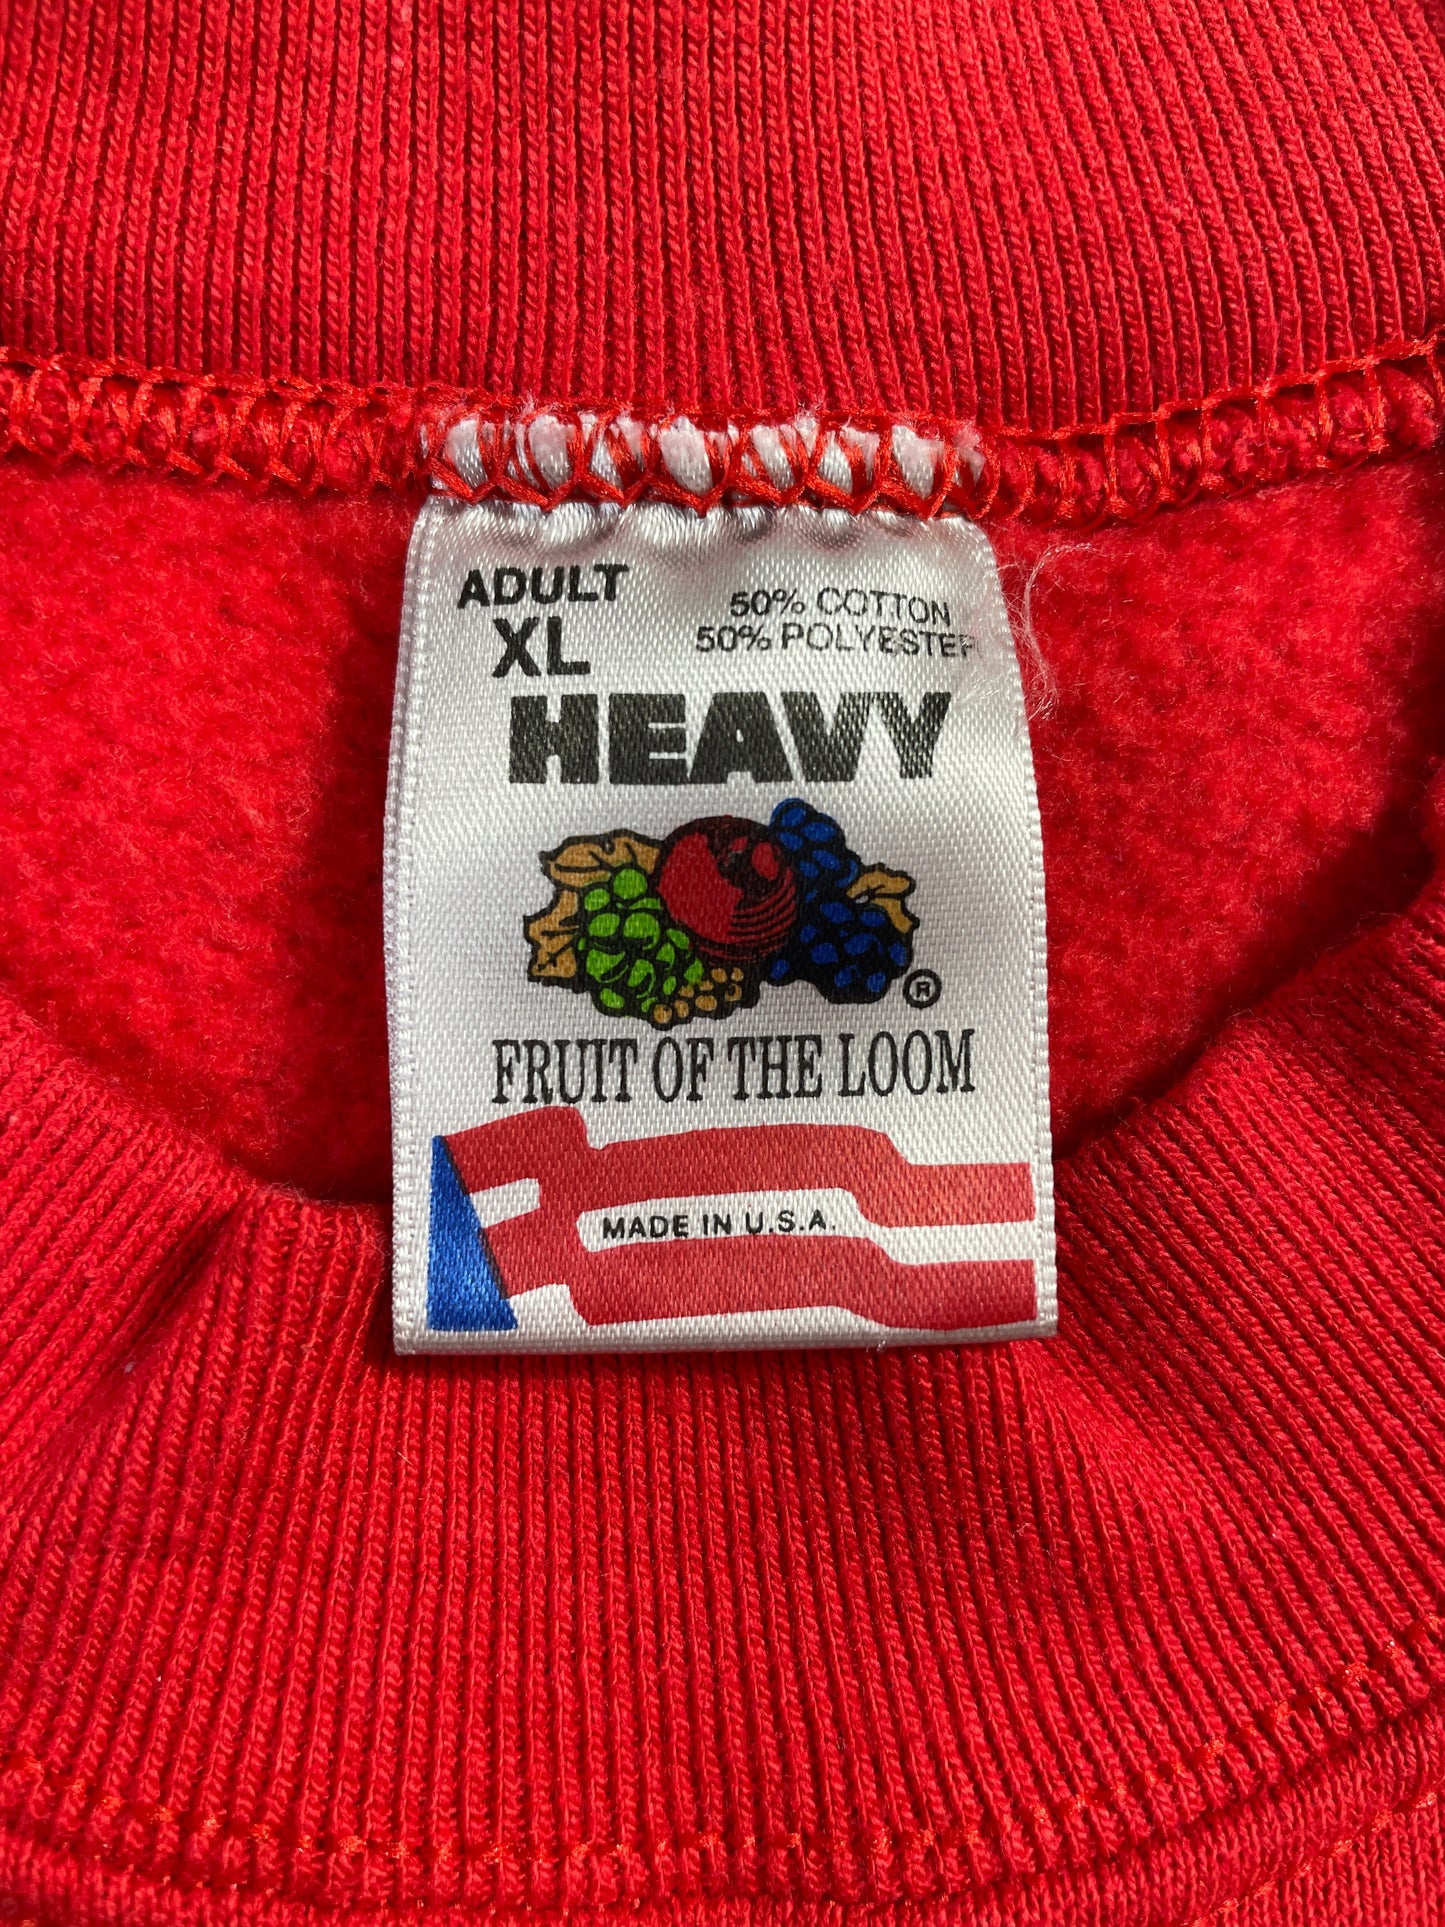 ADULT
XL
50% COTTON
50% POLYESTER
HEAVY
®
FRUIT OF THE LOOM
MADE IN U.S.A.